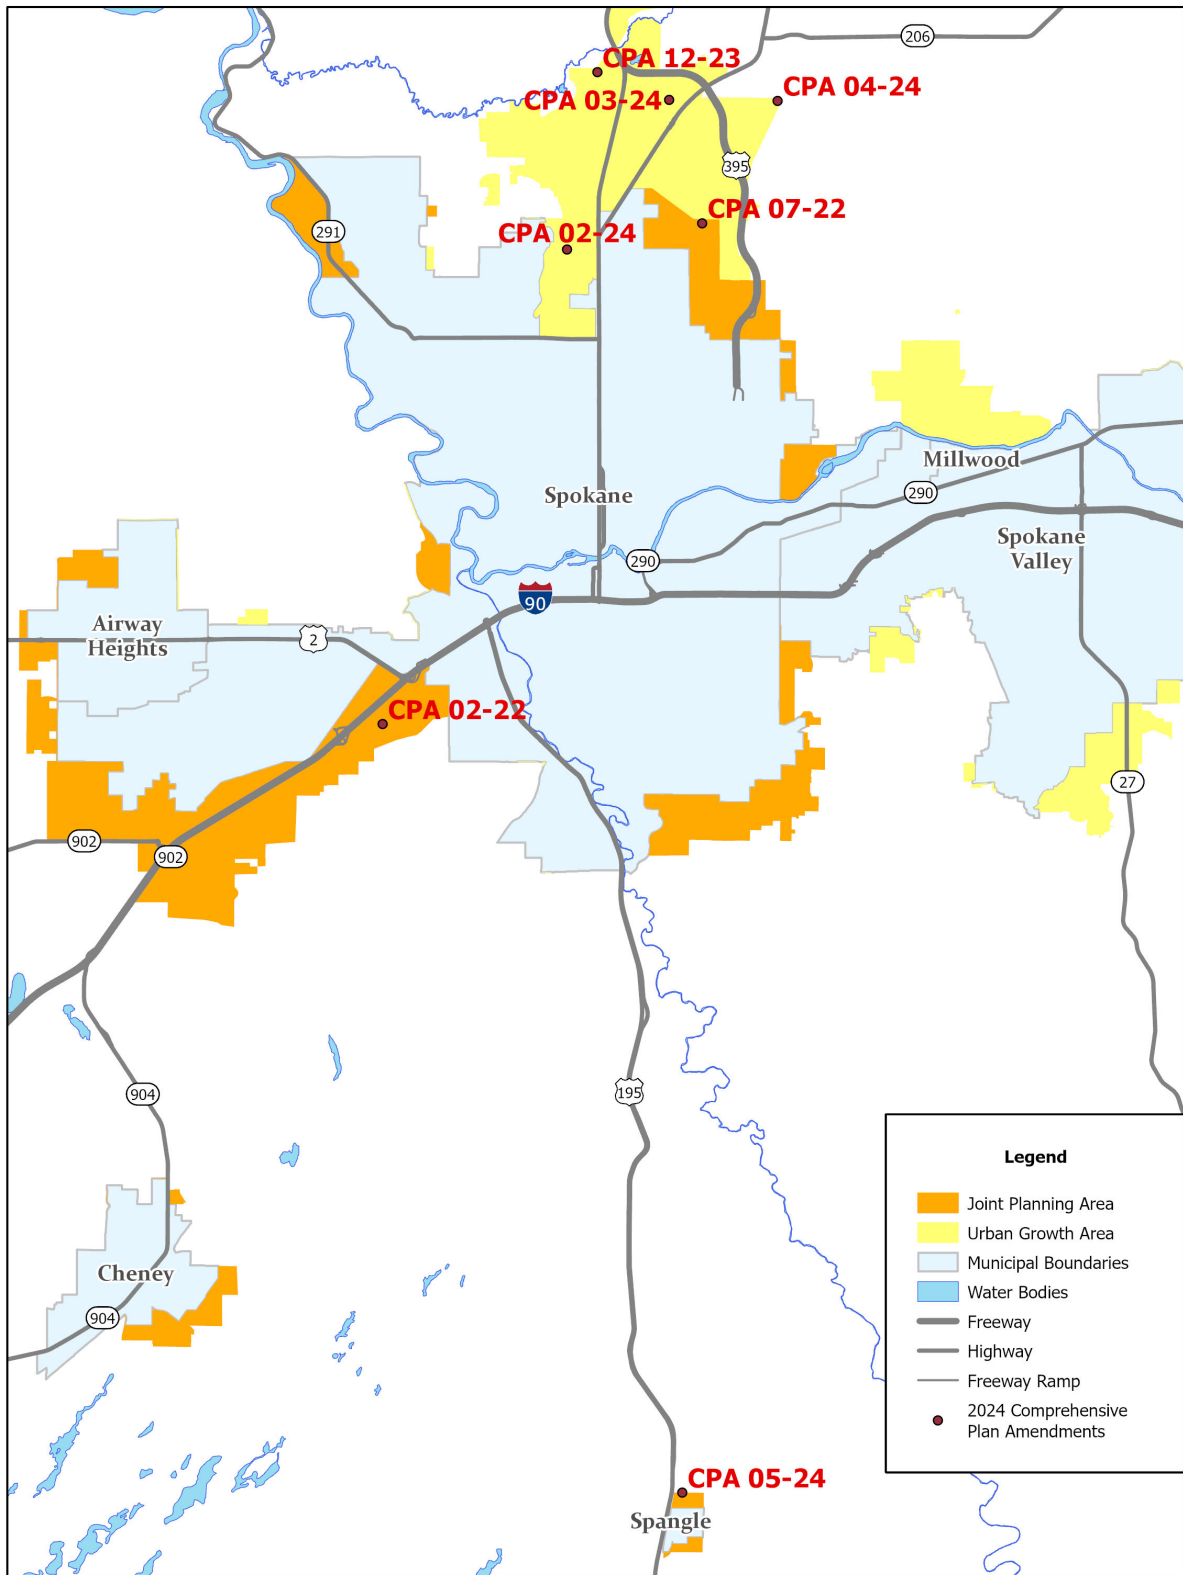 206
CPA 12-23
CPA 03-24
CPA 04-24
395
CPA 07-22
291
CPA 02-24
Millwood
290
Spokane
Spokane
Valley
290
90
Airway
Heights
2
CPA 02-22
27
902
902
195
904
Cheney
904
Legend
Joint Planning Area
Urban Growth Area
Municipal Boundaries
Water Bodies
Freeway
Highway
Freeway Ramp
2024 Comprehensive
Plan Amendments
CPA 05-24
Spangle